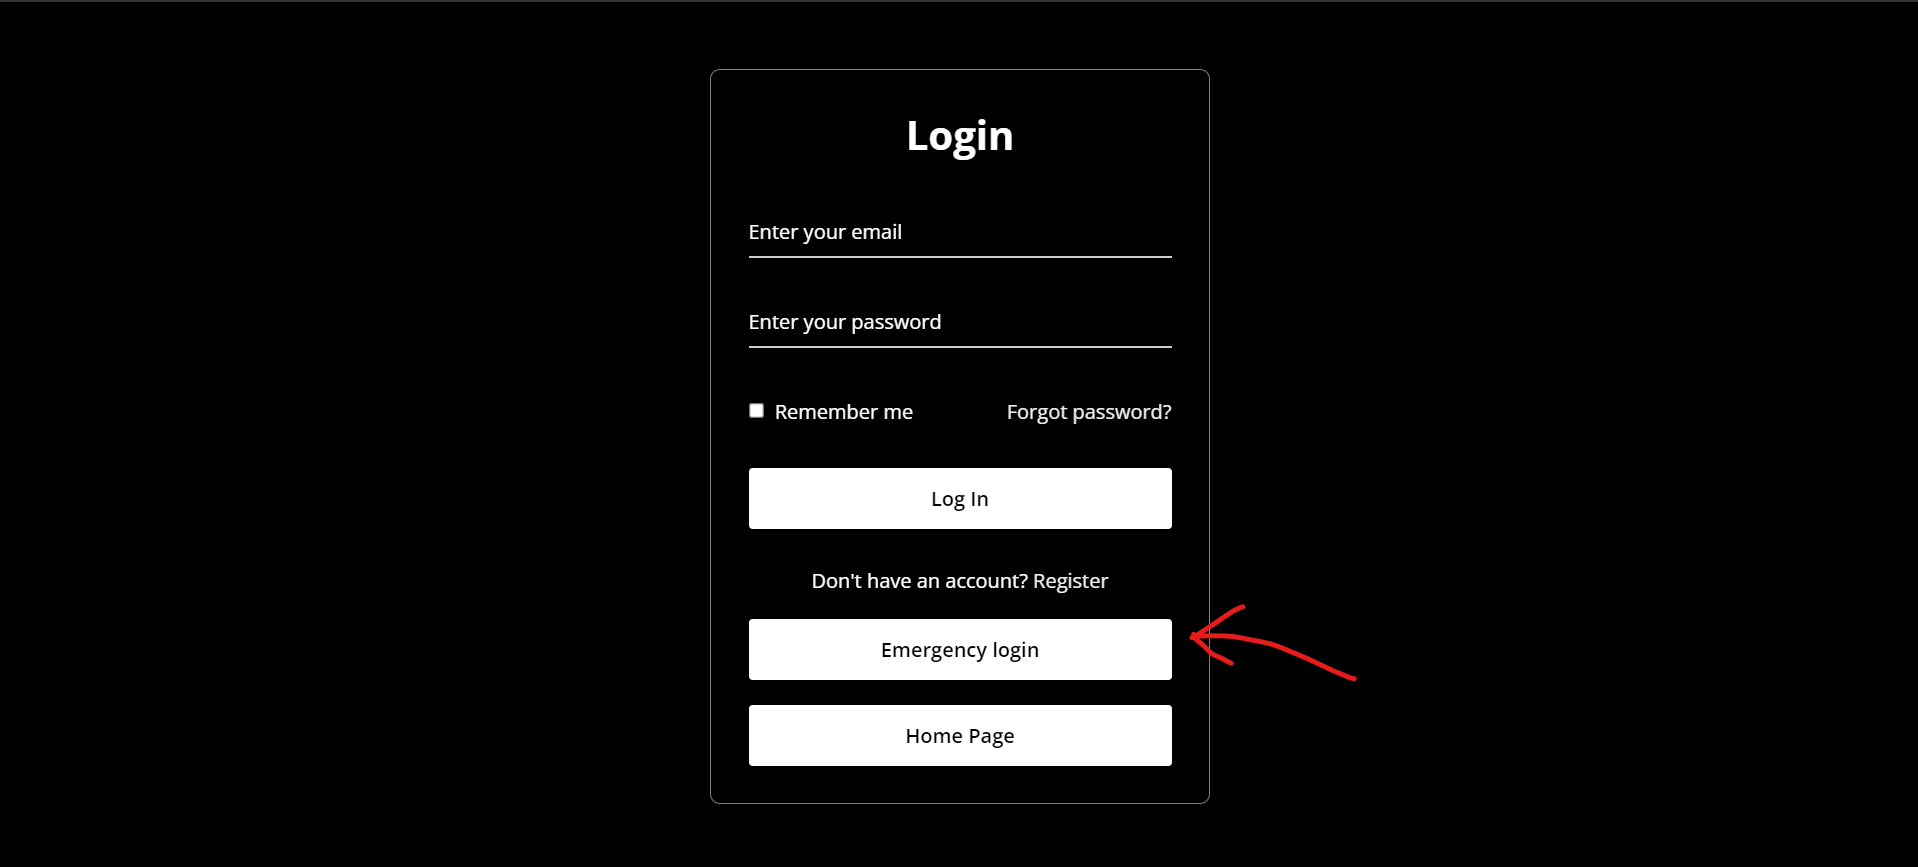 Login
Enter your email
Enter your password
Remember me Forgot password?
Log In
Don't have an account? Register
Emergency login
Home Page